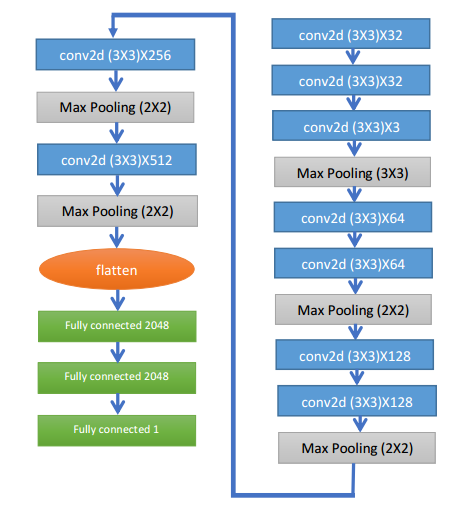 conv2d (3X3)X32
conv2d (3X3)X32
conv2d (3X3)X3
Max Pooling (3X3)
conv2d (3X3)X64
conv2d (3X3)X64
Max Pooling (2X2)
conv2d (3X3)X128
conv2d (3X3)X128
Max Pooling (2X2)
conv2d (3X3)X256
Max Pooling (2X2)
conv2d (3X3)X512
Max Pooling (2X2)
flatten
Fully connected 2048
Fully connected 2048
Fully connected 1